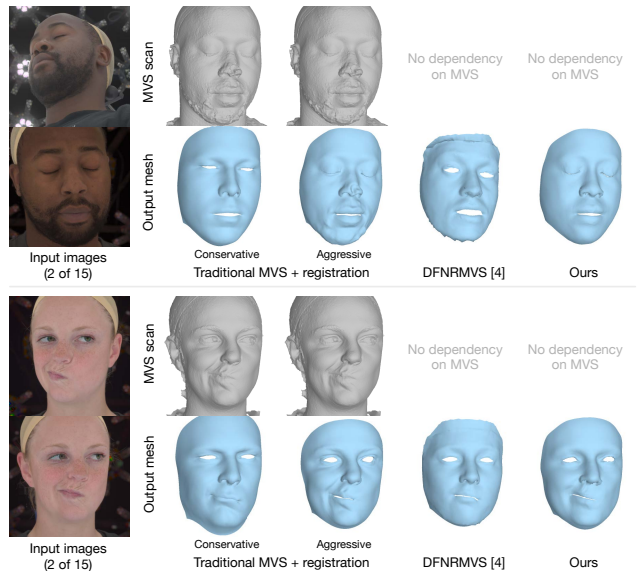 MVS scan
No dependency
on MVS
No dependency
on MVS
Output mesh
Conservative
Aggressive
Input images
(2 of 15)
Traditional MVS + registration
DFNRMVS [4]
Ours
MVS scan
No dependency
on MVS
No dependency
on MVS
Output mesh
Conservative
Aggressive
Input images
(2 of 15)
Traditional MVS + registration
DFNRMVS [4]
Ours